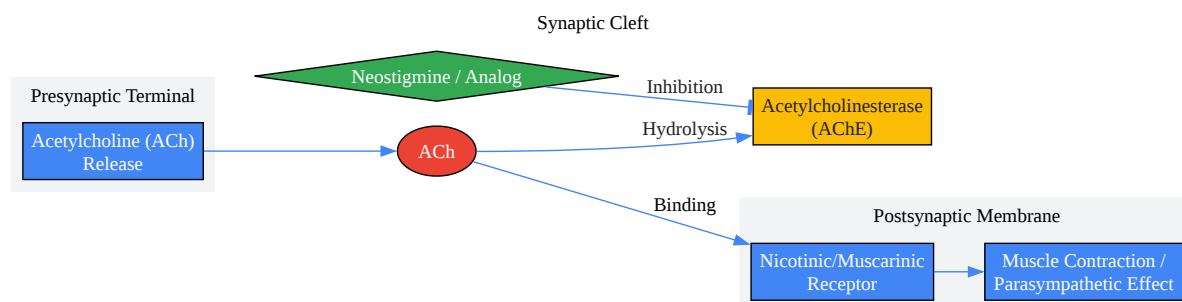 Synaptic Cleft
Neostigmine / Analog
Inhibition
Acetylcholinesterase
(AChE)
Presynaptic Terminal
Acetylcholine (ACh)
Release
ACh
Hydrolysis
Binding
Postsynaptic Membrane
Nicotinic/Muscarinic
Receptor
Muscle Contraction /
Parasympathetic Effect